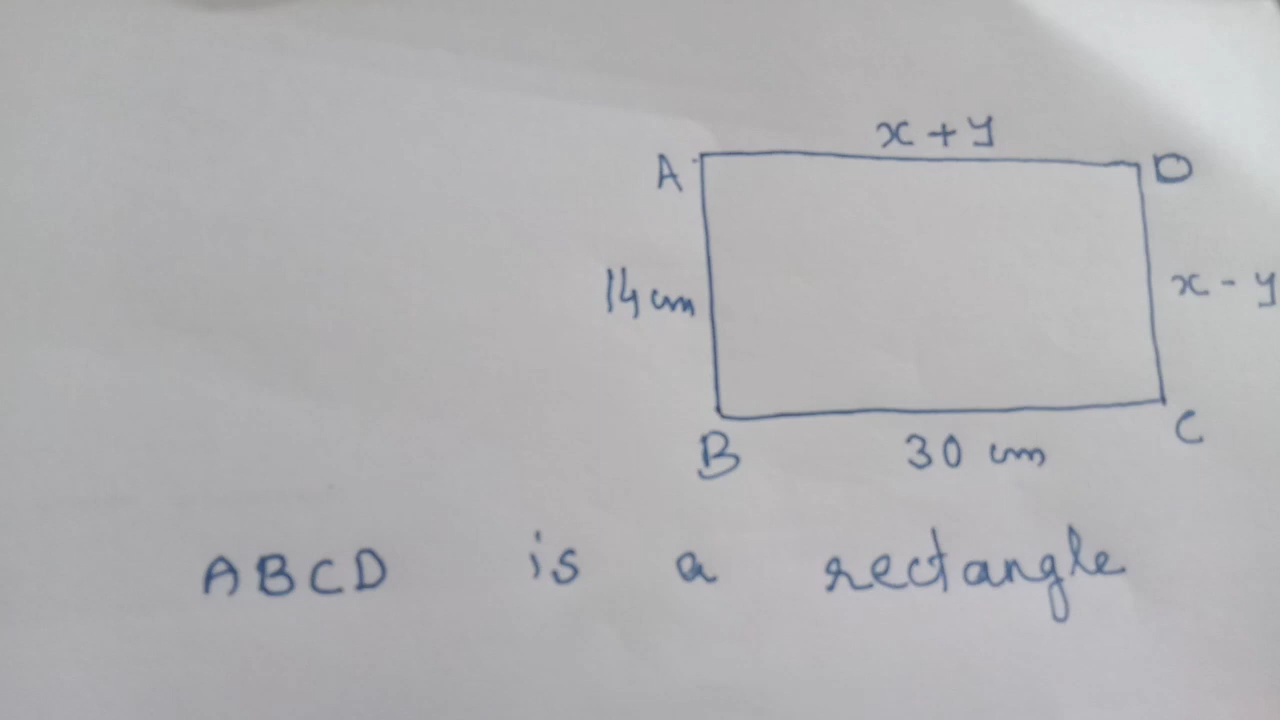 x + y
A D
14 cm x - y
B C
30 cm
ABCD is a rectangle